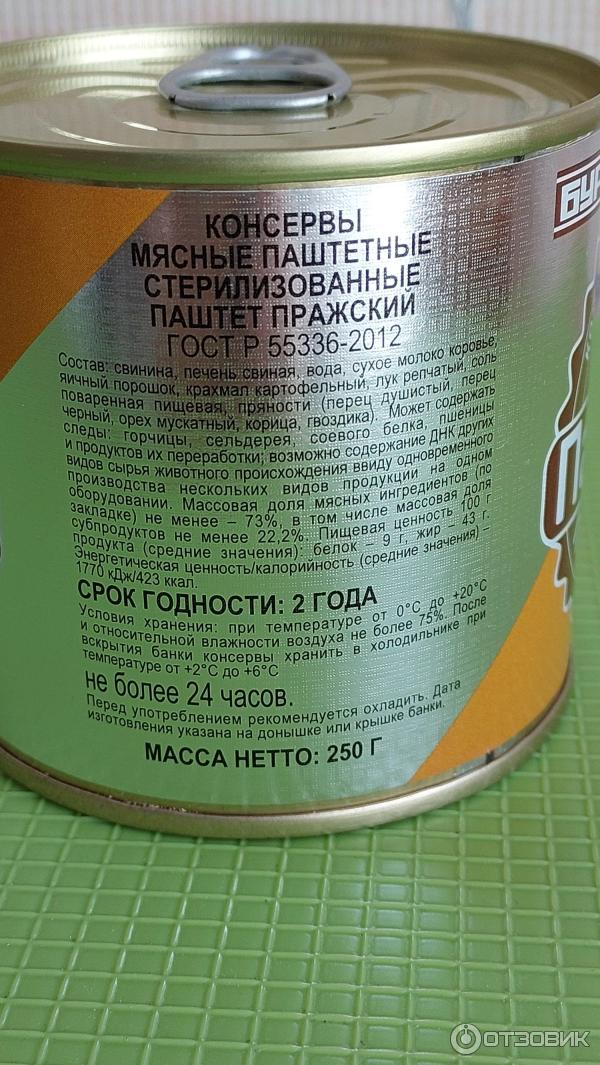 КОНСЕРВЫ
МЯСНЫЕ ПАШТЕТНЫЕ
СТЕРИЛИЗОВАННЫЕ
ПАШТЕТ ПРАЖСКИЙ
ГОСТ Р 55336-2012
Состав: свинина, печень свиная, вода, сухое молоко коровье,
яичный порошок, крахмал картофельный, лук репчатый, соль
поваренная пищевая, пряности (перец душистый, перец
черный, орех мускатный, корица, гвоздика). Может содержать
следы: горчицы, сельдерея, соевого белка, пшеницы
и продуктов их переработки; возможно содержание ДНК других
видов сырья животного происхождения ввиду одновременного
производства нескольких видов продукции на одном
оборудовании. Массовая доля мясных ингредиентов (по
закладке) не менее – 73%, в том числе массовая доля
субпродуктов не менее 22,2%. Пищевая ценность 100 г
продукта (средние значения): белок – 9 г, жир – 43 г.
Энергетическая ценность/калорийность (средние значения) -
1770 кДж/423 ккал.
СРОК ГОДНОСТИ: 2 ГОДА
Условия хранения: при температуре от 0°С до +20°С
и относительной влажности воздуха не более 75%. После
вскрытия банки консервы хранить в холодильнике при
температуре от +2°С до +6°С
не более 24 часов.
Перед употреблением рекомендуется охладить. Дата
изготовления указана на донышке или крышке банки.
МАССА НЕТТО: 250 Г
БУР
П
ОТЗОВИК